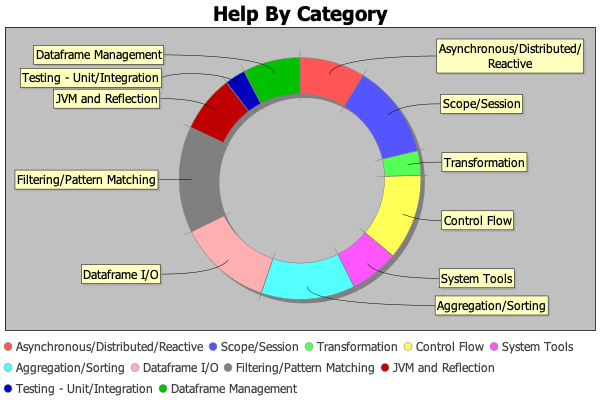 Help By Category
Dataframe Management
Asynchronous/Distributed/
Reactive
Testing - Unit/Integration
JVM and Reflection
Scope/Session
Transformation
Filtering/Pattern Matching
Control Flow
Dataframe I/O
System Tools
Aggregation/Sorting
Asynchronous/Distributed/Reactive Scope/Session Transformation Control Flow System Tools
Aggregation/Sorting Dataframe I/O Filtering/Pattern Matching JVM and Reflection
Testing - Unit/Integration Dataframe Management